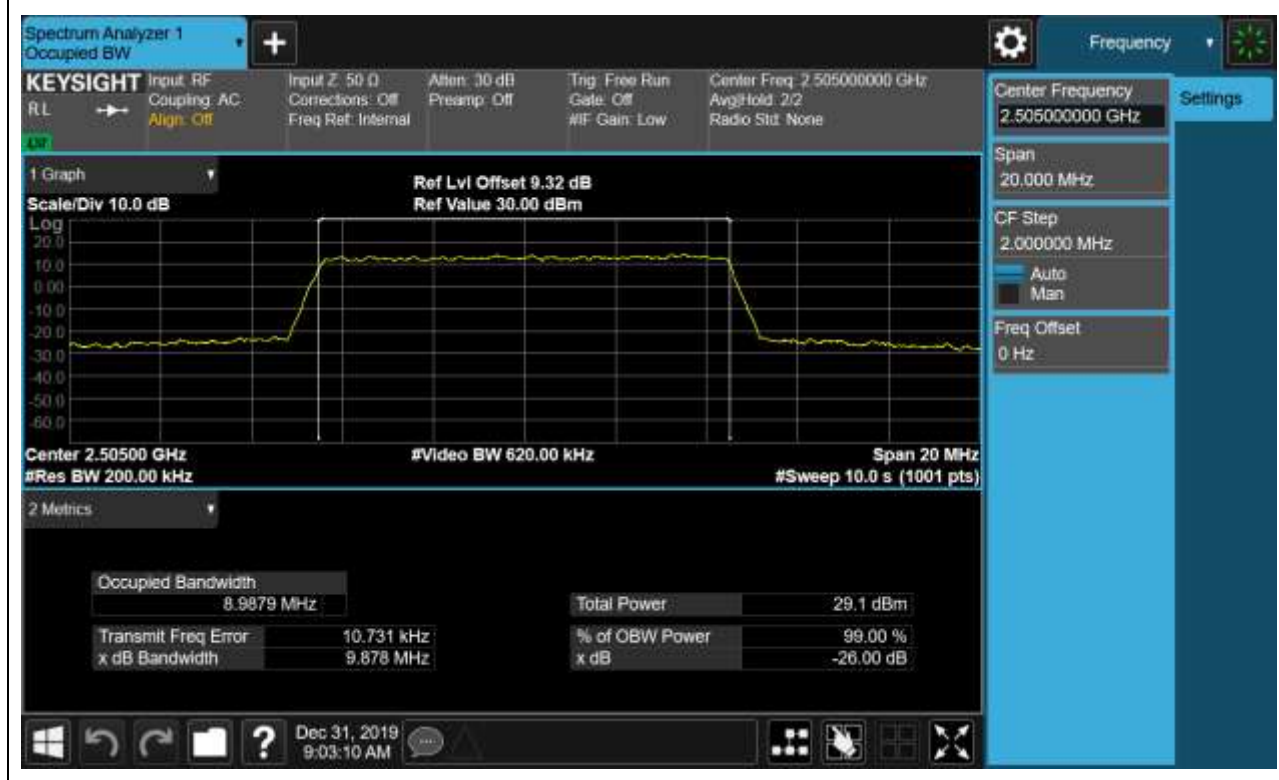 Spectrum Analyzer 1
Occupied BW
+
Frequency
KEYSIGHT
RL
Input: RF
Coupling: AC
Align: Off
Input Z: 50 Ω
Corrections: Off
Freq Ref: Internal
Atten: 30 dB
Preamp: Off
Trig: Free Run
Gate: Off
#IF Gain: Low
Center Freq: 2.505000000 GHz
Avg|Hold: 2/2
Radio Std: None
Center Frequency
2.505000000 GHz
Settings
Span
20.000 MHz
CF Step
2.000000 MHz
Auto
Man
Freq Offset
0 Hz
1 Graph
Scale/Div 10.0 dB
Ref Lvl Offset 9.32 dB
Ref Value 30.00 dBm
Log
20.0
10.0
0.00
-10.0
-20.0
-30.0
-40.0
-50.0
-60.0
Center 2.50500 GHz
#Video BW 620.00 kHz
Span 20 MHz
#Res BW 200.00 kHz
#Sweep 10.0 s (1001 pts)
2 Metrics
Occupied Bandwidth
8.9879 MHz
Total Power 29.1 dBm
Transmit Freq Error 10.731 kHz
% of OBW Power 99.00 %
x dB Bandwidth 9.878 MHz
x dB -26.00 dB
?
Dec 31, 2019
9:03:10 AM